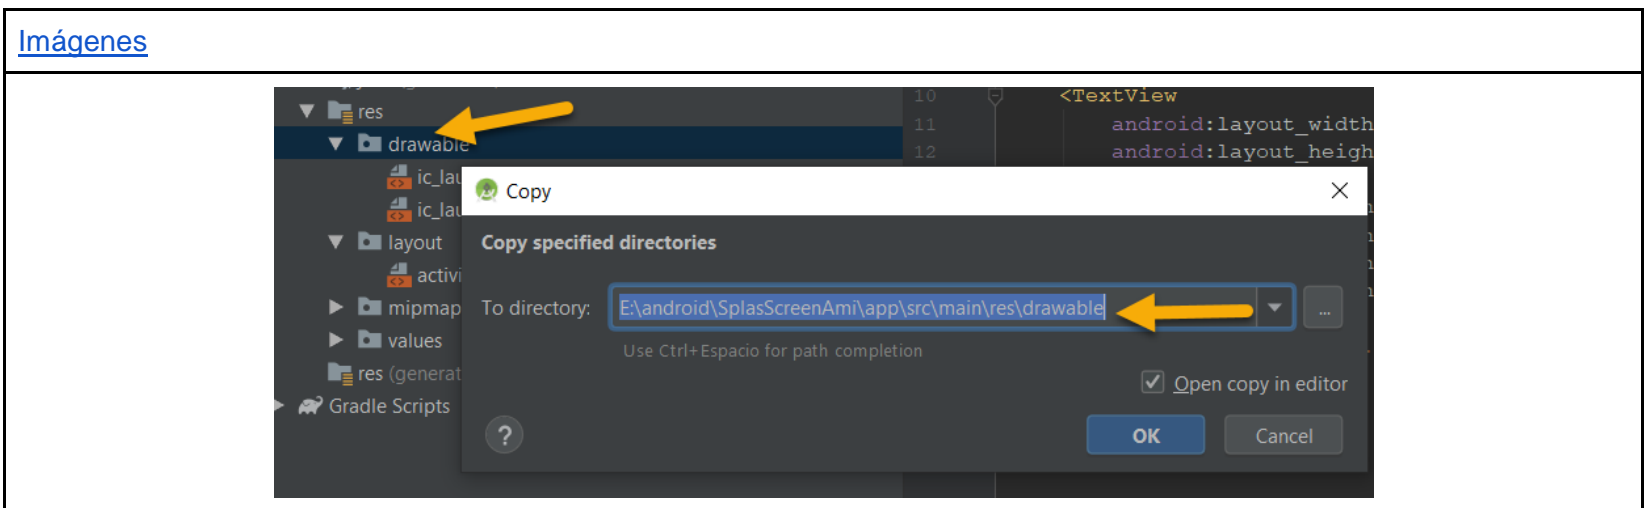 Imágenes
res
10 <TextView
11 android:layout_width
drawable
12 android:layout_heigh
ic_lau
Copy
ic_lau
layout
Copy specified directories
activi
mipmap
To directory: E:\android\SplasScreenAmi\app\src\main\res\drawable ...
values
Use Ctrl+Espacio for path completion
res (generat
Open copy in editor
Gradle Scripts
? OK Cancel